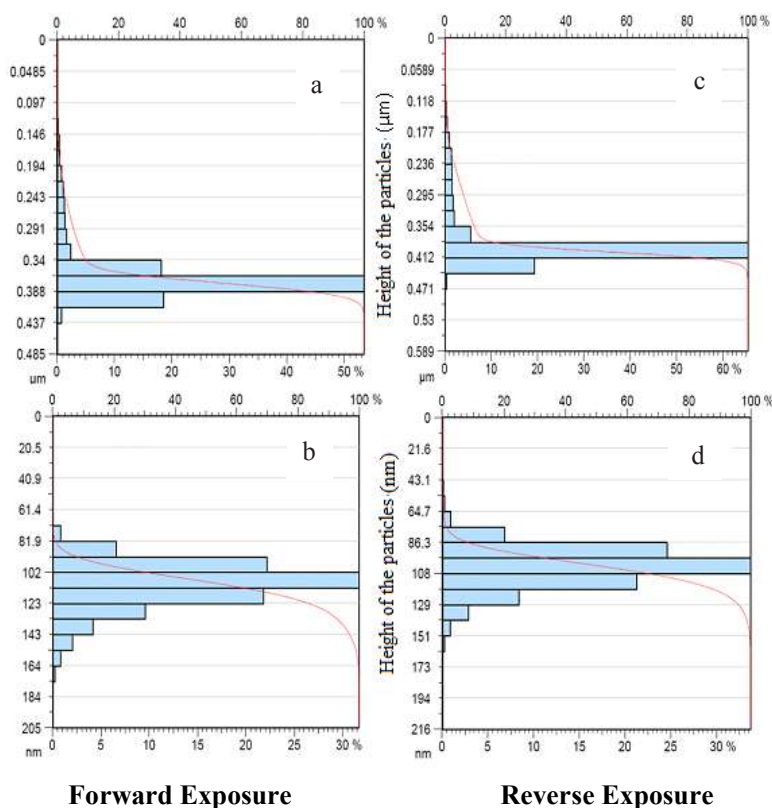 0 20 40 60 80 100 %
0
0.0485
0.097
0.146
0.194
0.243
0.291
0.34
0.388
0.437
0.485
µm
0 10 20 30 40 50 %
a
Height of the particles (µm)
0 20 40 60 80 100 %
0
0.0589
0.118
0.177
0.236
0.295
0.354
0.412
0.471
0.53
0.589
µm
0 10 20 30 40 50 60 %
c
0 20 40 60 80 100 %
0
20.5
40.9
61.4
81.9
102
123
143
164
184
205
nm
0 5 10 15 20 25 30 %
b
Height of the particles (nm)
0 20 40 60 80 100 %
0
21.6
43.1
64.7
86.3
108
129
151
173
194
216
nm
0 5 10 15 20 25 30 %
d
Forward Exposure
Reverse Exposure